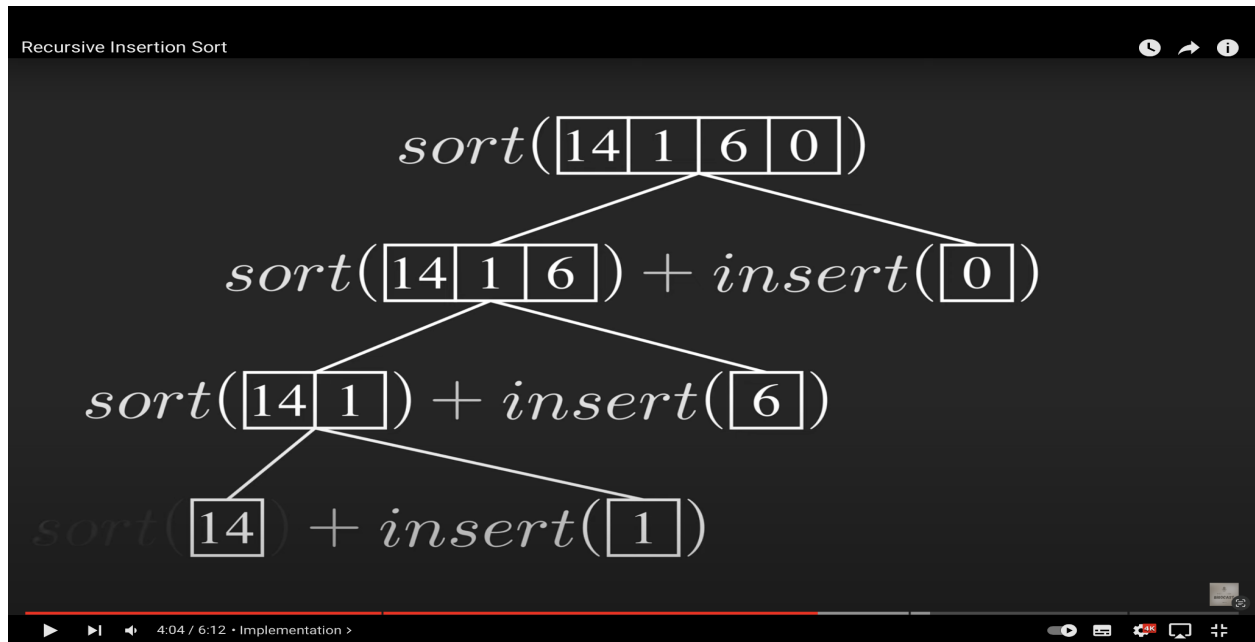 Recursive Insertion Sort
sort(14 1 6 0)
sort(14 1 6) + insert(0)
sort(14 1) + insert(6)
sort(14) + insert(1)
4:04 / 6:12 • Implementation >
4K